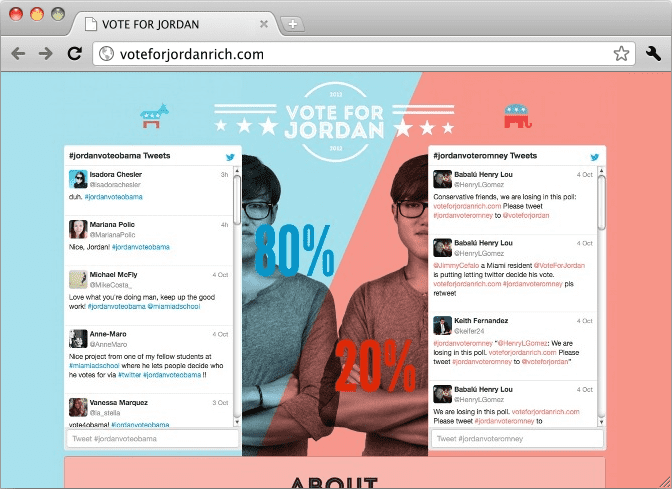 VOTE FOR JORDAN
voteforjordanrich.com
2012
VOTE FOR
JORDAN
2012
#jordanvoteobama Tweets
Isadora Chesler 3h
@Isadorachesler
duh. #jordanvoteobama
Mariana Polic 4h
@MarianaPolic
Nice, Jordan! #jordanvoteobama
Michael McFly 4 Oct
@MikeCosta_
Love what you're doing man, keep up the good
work! #jordanvoteobama @miamiadschool
Anne-Maro 4 Oct
@AnneMaro
Nice project from one of my fellow students at
#miamiadschool where he lets people decide who
he votes for via #twitter #jordanvoteobama !!
Vanessa Marquez 3 Oct
@la_stella
vote4obama! #jordanvoteobama
Tweet #jordanvoteobama
80%
20%
#jordanvoteromney Tweets
Babalú Henry Lou 4 Oct
@HenryLGomez
Conservative friends, we are losing in this poll:
voteforjordanrich.com Please tweet
#jordanvoteromney to @voteforjordan
Babalú Henry Lou 4 Oct
@HenryLGomez
@JimmyCefalo a Miami resident @VoteForJordan
is putting letting twitter decide his vote.
voteforjordanrich.com #jordanvoteromney pls
retweet
Keith Fernandez 4 Oct
@keifer24
#jordanvoteromney "@HenryLGomez: We are
losing in this poll. voteforjordanrich.com Please
tweet #jordanvoteromney to @voteforjordan"
Babalú Henry Lou 4 Oct
@HenryLGomez
We are losing in this poll. voteforjordanrich.com
Please tweet #jordanvoteromney to
Tweet #jordanvoteromney
ABOUT